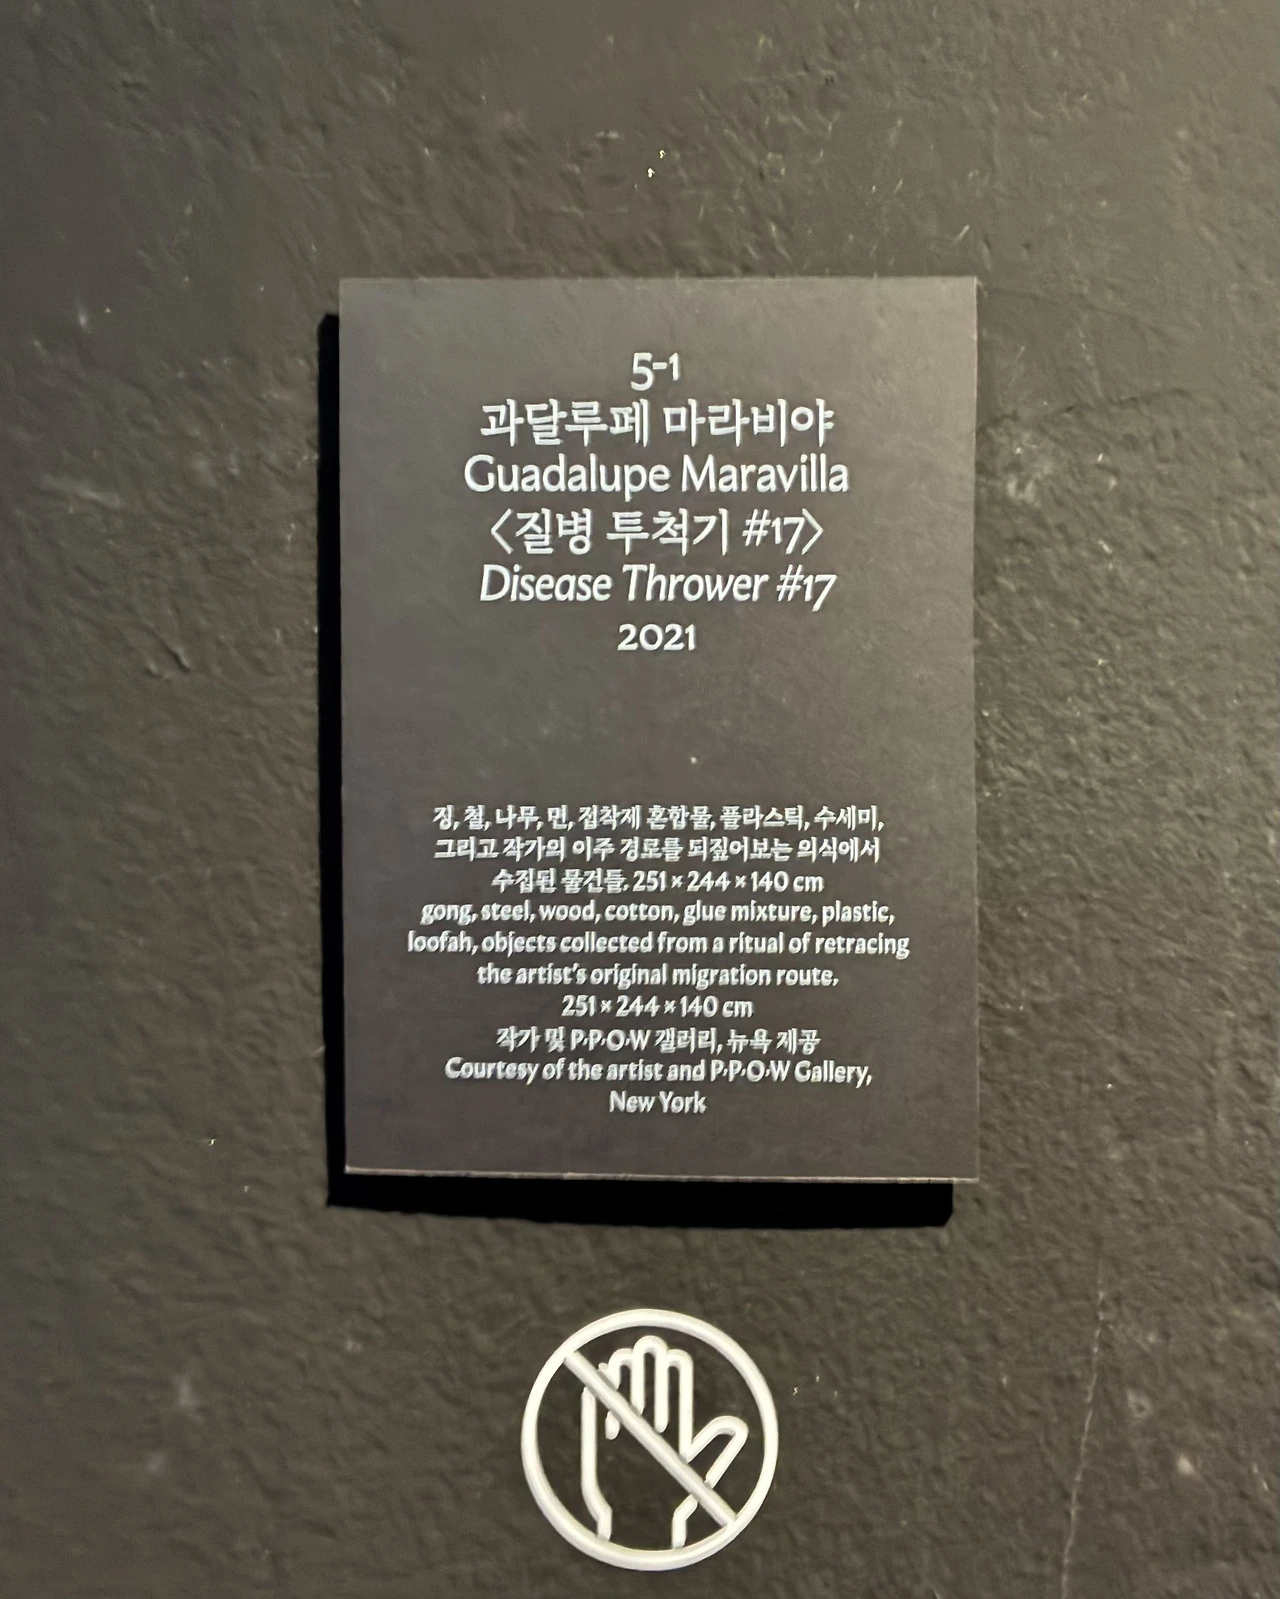 5-1
과달루페 마라비야
Guadalupe Maravilla
〈질병 투척기 #17〉
Disease Thrower #17
2021
징, 철, 나무, 면, 접착제 혼합물, 플라스틱, 수세미,
그리고 작가의 이주 경로를 되짚어보는 의식에서
수집된 물건들. 251 × 244 × 140 cm
gong, steel, wood, cotton, glue mixture, plastic,
loofah, objects collected from a ritual of retracing
the artist's original migration route.
251 × 244 × 140 cm
작가 및 P·P·O·W 갤러리, 뉴욕 제공
Courtesy of the artist and P·P·O·W Gallery,
New York